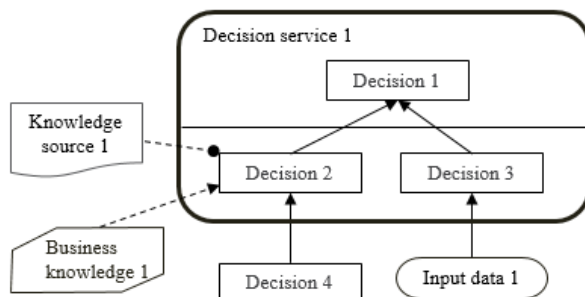 Decision service 1
Decision 1
Knowledge
source 1
Decision 2
Decision 3
Business
knowledge 1
Decision 4
Input data 1